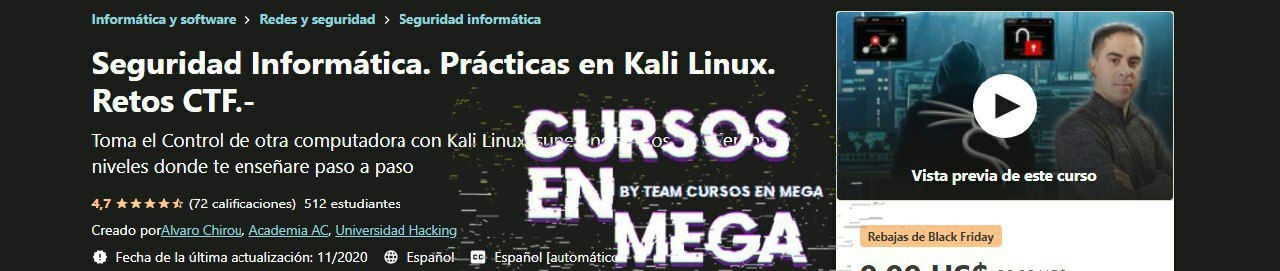 Informática y software > Redes y seguridad > Seguridad informática
Seguridad Informática. Prácticas en Kali Linux.
Retos CTF.-
Toma el Control de otra computadora con Kali Linux
niveles donde te enseñare paso a paso
CURSOS
EN
BY TEAM CURSOS EN MEGA
MEGA
4,7 (72 calificaciones) 512 estudiantes
Creado por Alvaro Chirou, Academia AC, Universidad Hacking
Fecha de la última actualización: 11/2020 Español Español [automático
Vista previa de este curso
Rebajas de Black Friday